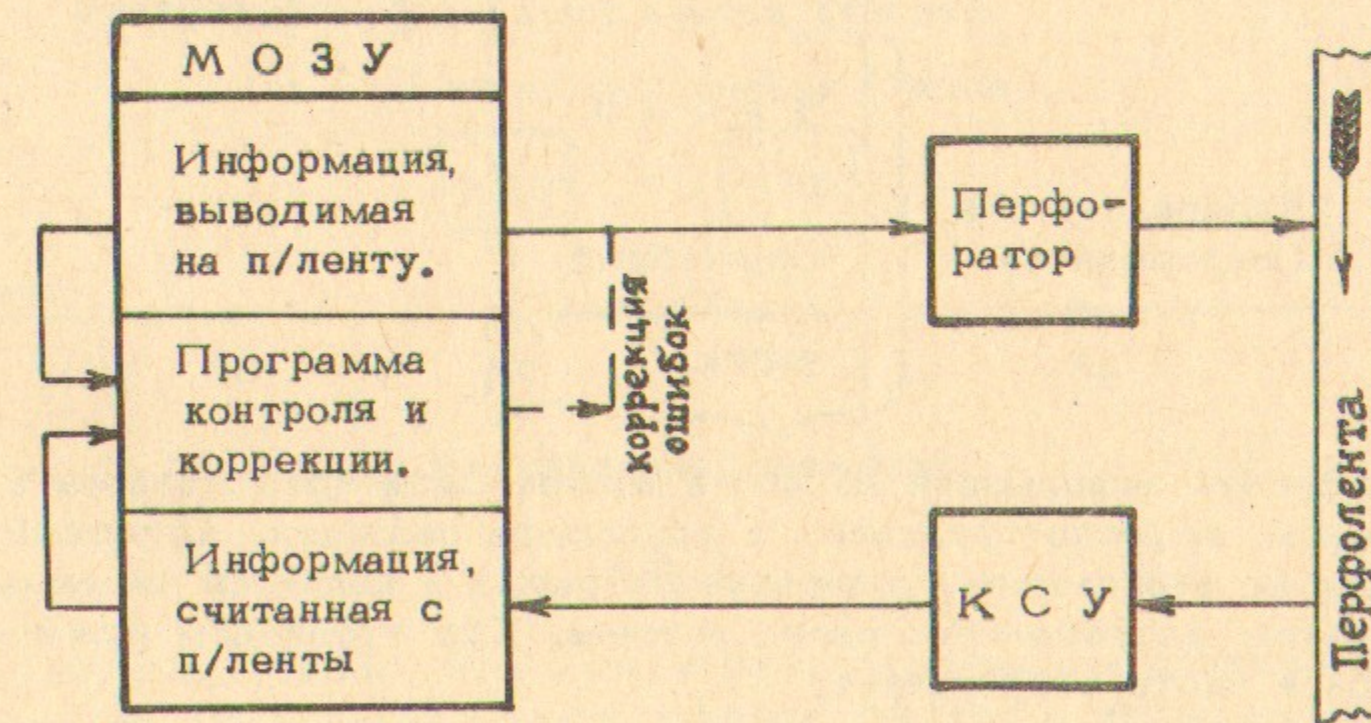 М О З У
Информация,
выводимая
на п/ленту.
Программа
контроля и
коррекции.
Информация,
считанная с
п/ленты
коррекция
ошибок
Перфо-
ратор
К С У
Перфолента